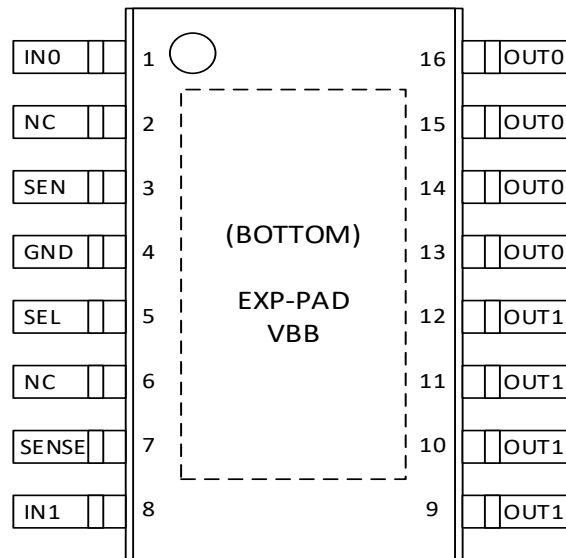 IN0 1 16 OUT0
NC 2 15 OUT0
SEN 3 14 OUT0
GND 4 13 OUT0
(BOTTOM)
EXP-PAD
VBB
SEL 5 12 OUT1
NC 6 11 OUT1
SENSE 7 10 OUT1
IN1 8 9 OUT1